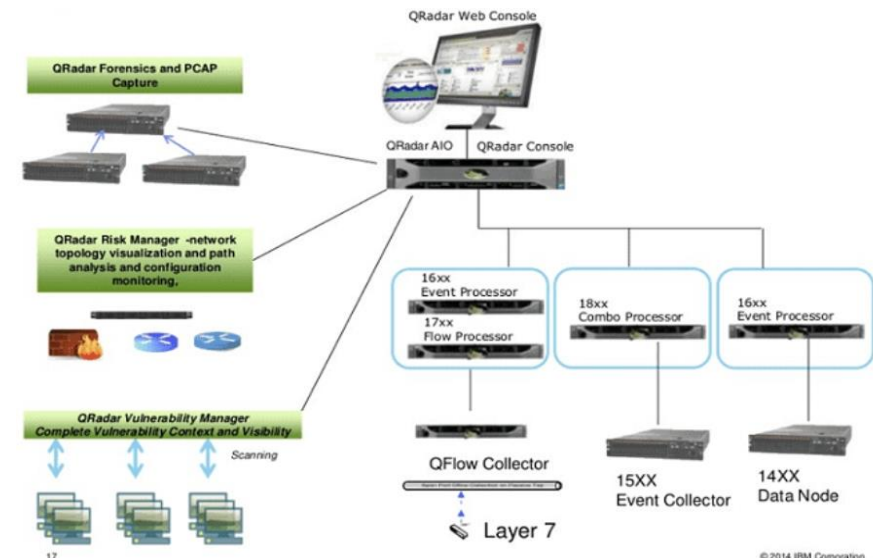 QRadar Web Console
QRadar Forensics and PCAP
Capture
QRadar AIO
QRadar Console
QRadar Risk Manager -network
topology visualization and path
analysis and configuration
monitoring,
16xx
Event Processor
17xx
Flow Processor
18xx
Combo Processor
16xx
Event Processor
QRadar Vulnerability Manager
Complete Vulnerability Context and Visibility
Scanning
QFlow Collector
Layer 7
15XX
Event Collector
14XX
Data Node
17
© 2014 IBM Corporation